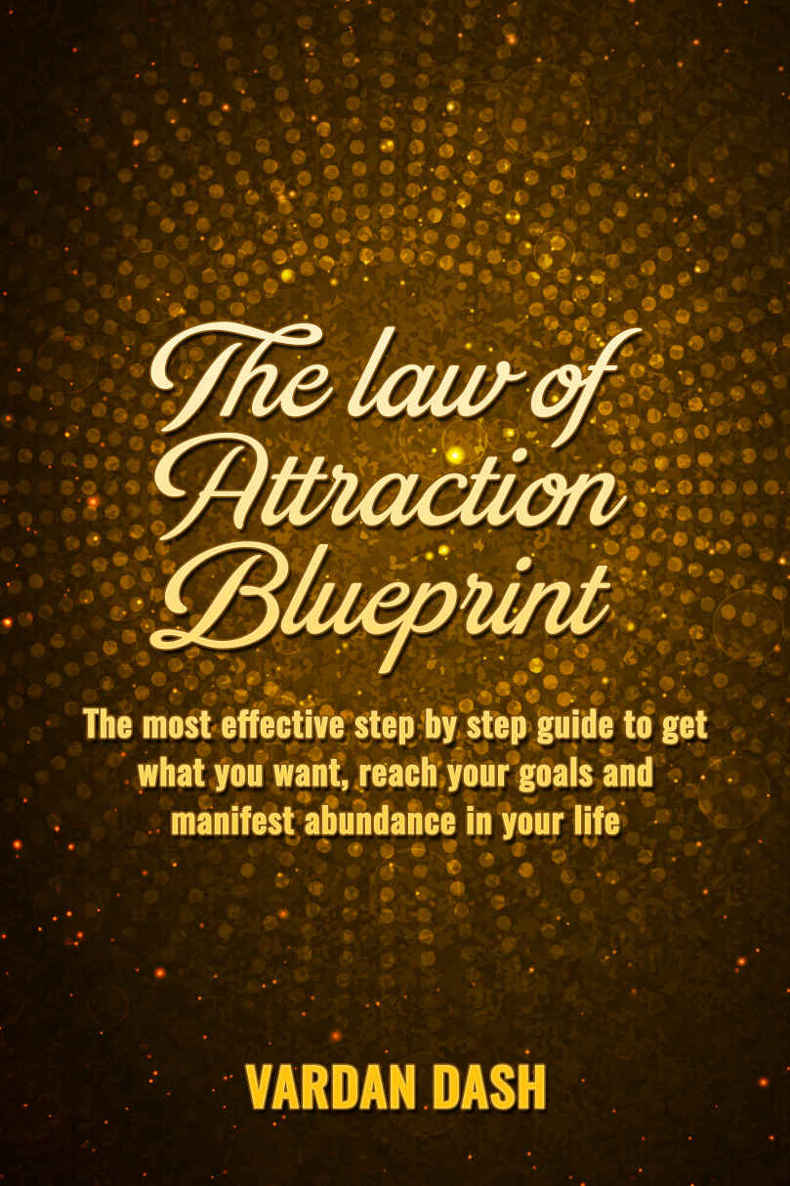 The law of
Attraction
Blueprint
The most effective step by step guide to get
what you want, reach your goals and
manifest abundance in your life
VARDAN DASH